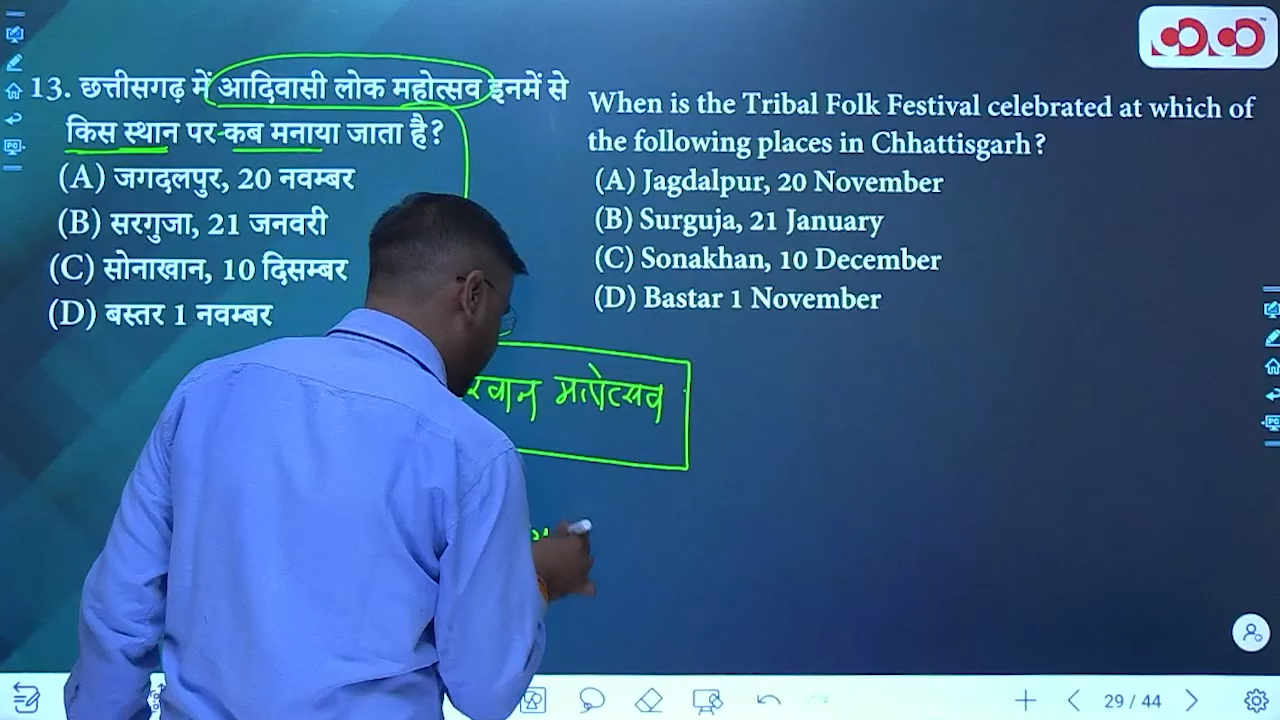 13. छत्तीसगढ़ में आदिवासी लोक महोत्सव इनमें से
किस स्थान पर कब मनाया जाता है?
(A) जगदलपुर, 20 नवम्बर
(B) सरगुजा, 21 जनवरी
(C) सोनाखान, 10 दिसम्बर
(D) बस्तर 1 नवम्बर
When is the Tribal Folk Festival celebrated at which of
the following places in Chhattisgarh?
(A) Jagdalpur, 20 November
(B) Surguja, 21 January
(C) Sonakhan, 10 December
(D) Bastar 1 November
महोत्सव
29 / 44